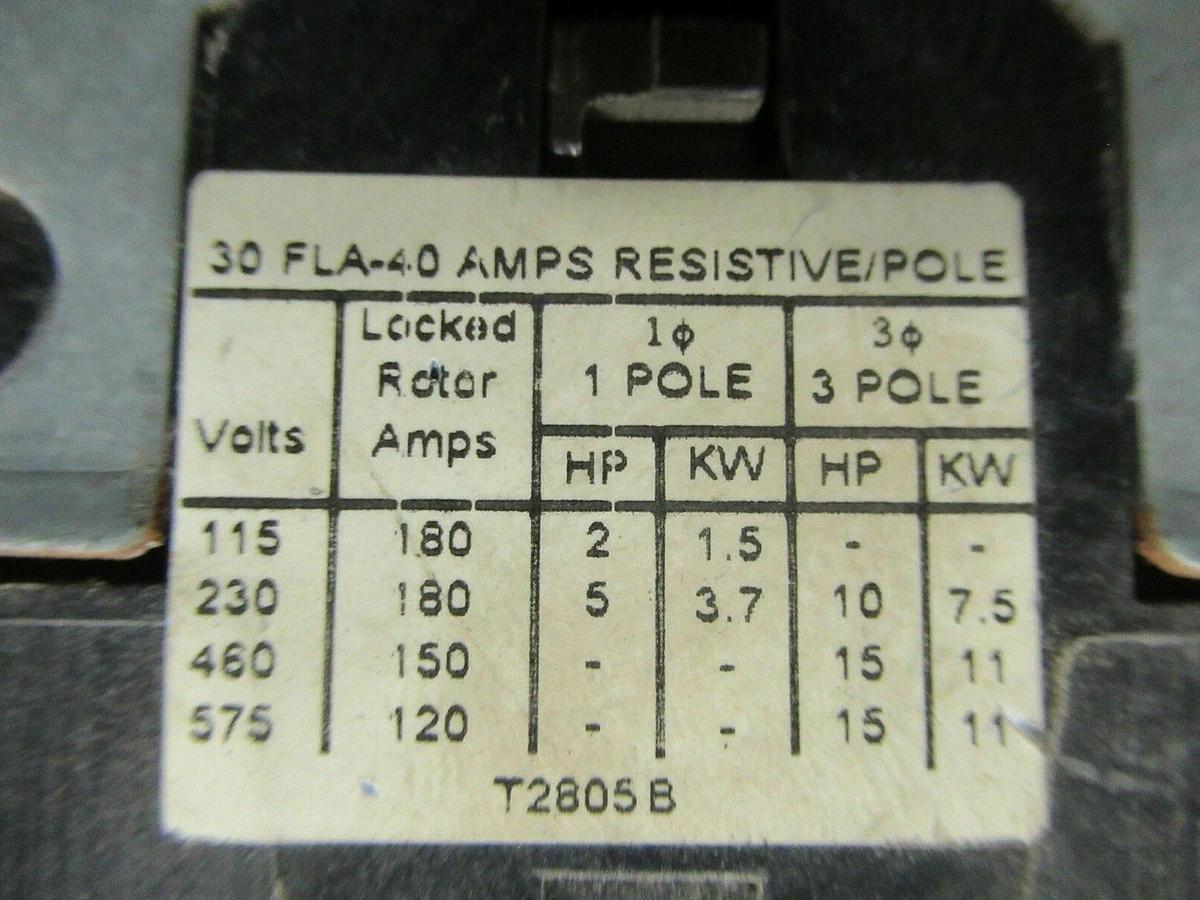 30 FLA-40 AMPS RESISTIVE/POLE
Volts Locked Rotor Amps 1ϕ 1 POLE 3ϕ 3 POLE
HP KW HP KW
115 180 2 1.5 - -
230 180 5 3.7 10 7.5
460 150 - - 15 11
575 120 - - 15 11
T2805B